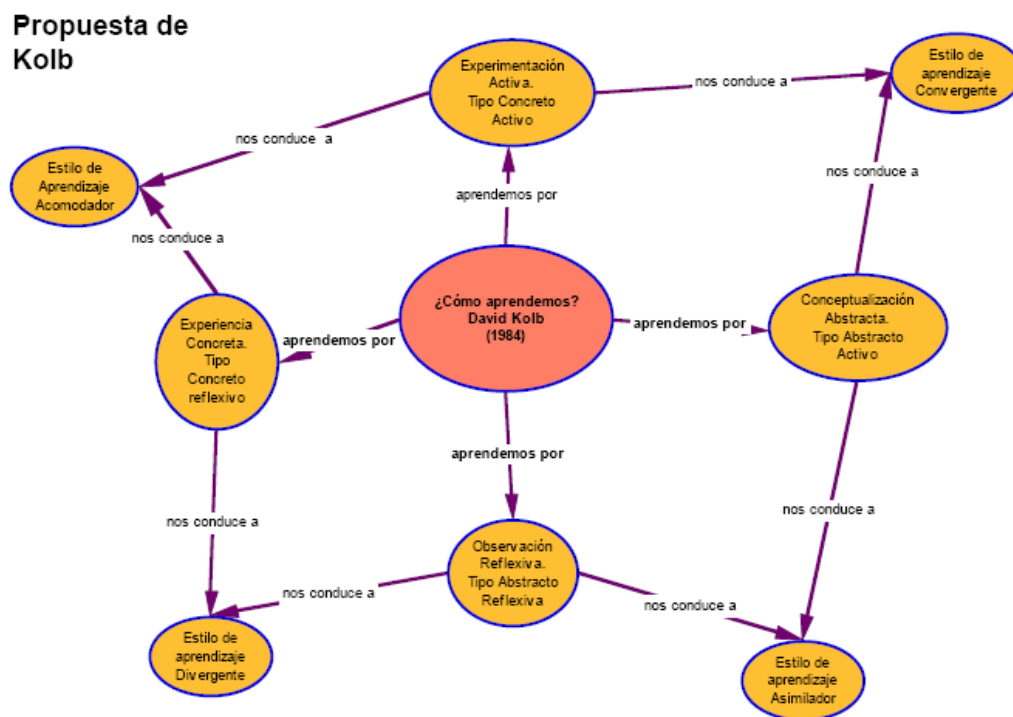 Propuesta de
Kolb
Experimentación
Activa.
Tipo Concreto
Activo
nos conduce a
Estilo de
aprendizaje
Convergente
nos conduce a
Estilo de
Aprendizaje
Acomodador
aprendemos por
nos conduce a
nos conduce a
¿Cómo aprendemos?
David Kolb
(1984)
aprendemos por
Conceptualización
Abstracta.
Tipo Abstracto
Activo
Experiencia
Concreta.
Tipo
Concreto
reflexivo
aprendemos por
aprendemos por
nos conduce a
nos conduce a
Observación
Reflexiva.
Tipo Abstracto
Reflexiva
nos conduce a
nos conduce a
Estilo de
aprendizaje
Divergente
Estilo de
aprendizaje
Asimilador